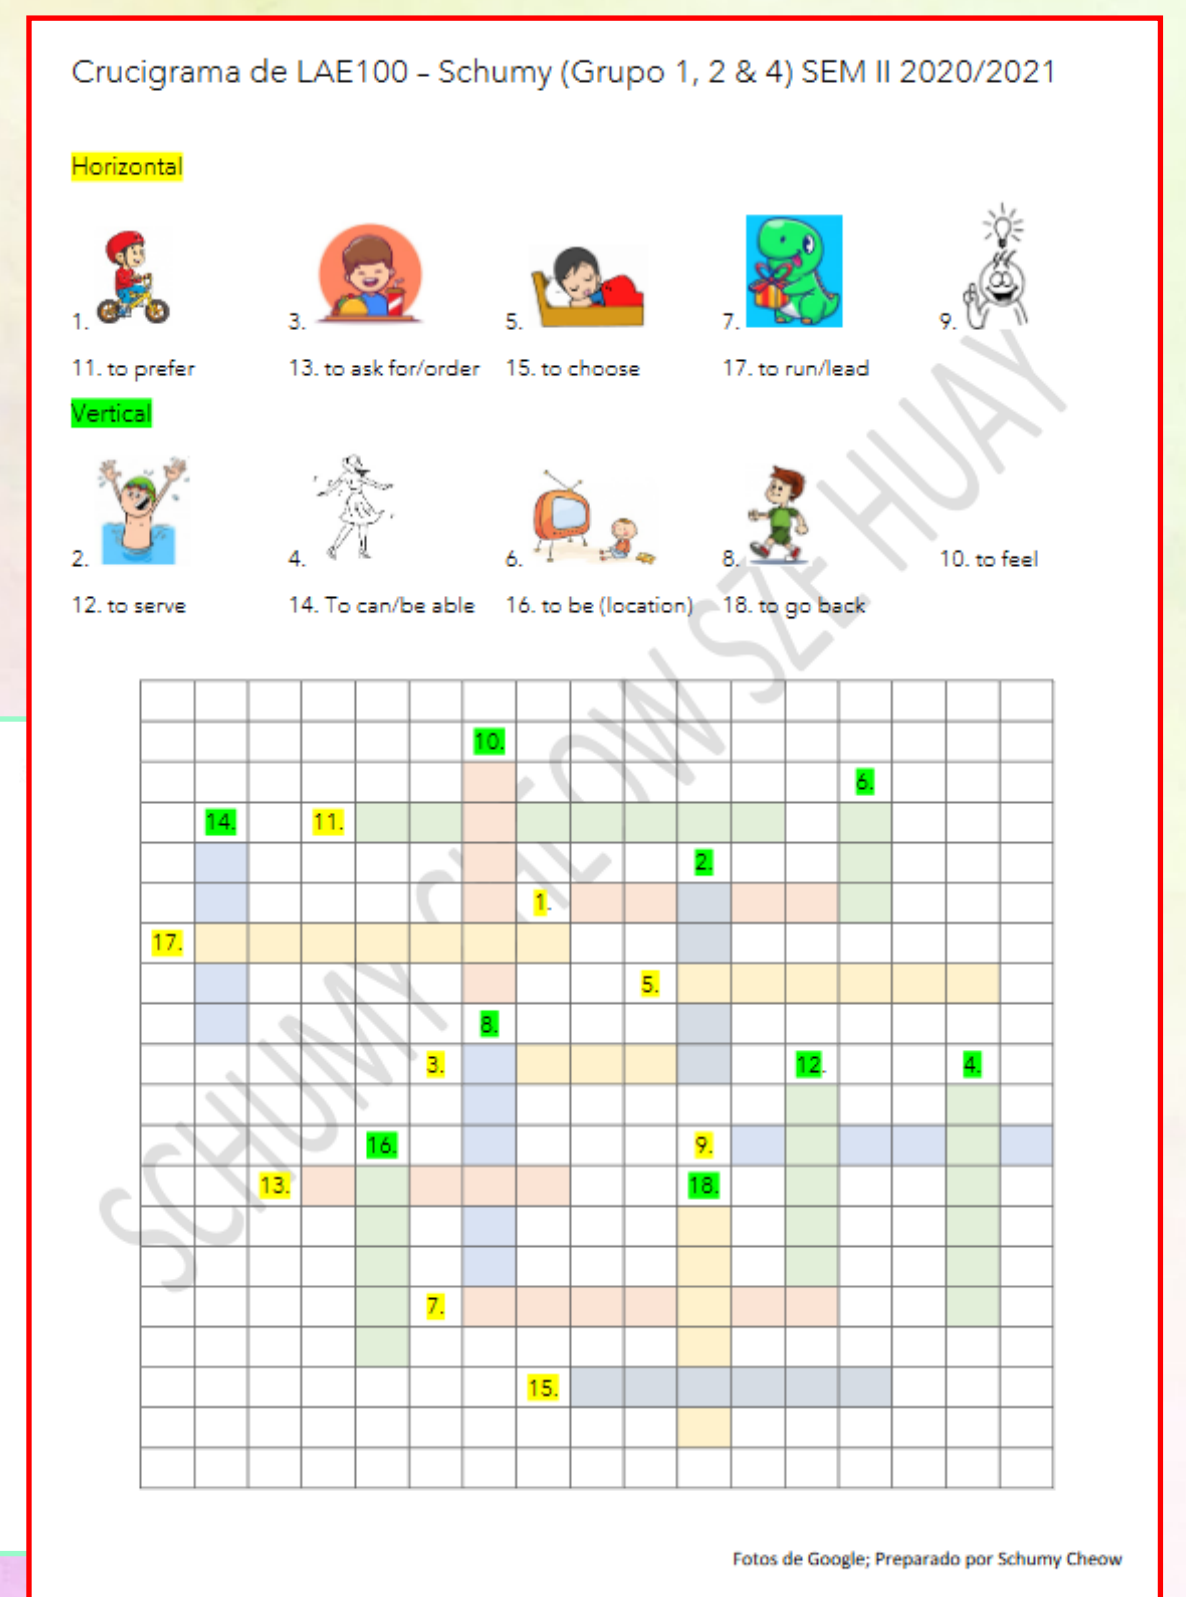 Crucigrama de LAE100 – Schumy (Grupo 1, 2 & 4) SEM II 2020/2021
Horizontal
1. 3. 5. 7. 9.
11. to prefer 13. to ask for/order 15. to choose 17. to run/lead
Vertical
2. 4. 6. 8. 10. to feel
12. to serve 14. To can/be able 16. to be (location) 18. to go back
SCHUMY CHEOW SZE HUAY
10.
6.
14. 11.
2.
1.
17.
5.
8.
3. 12. 4.
16. 9.
13. 18.
7.
15.
Fotos de Google; Preparado por Schumy Cheow